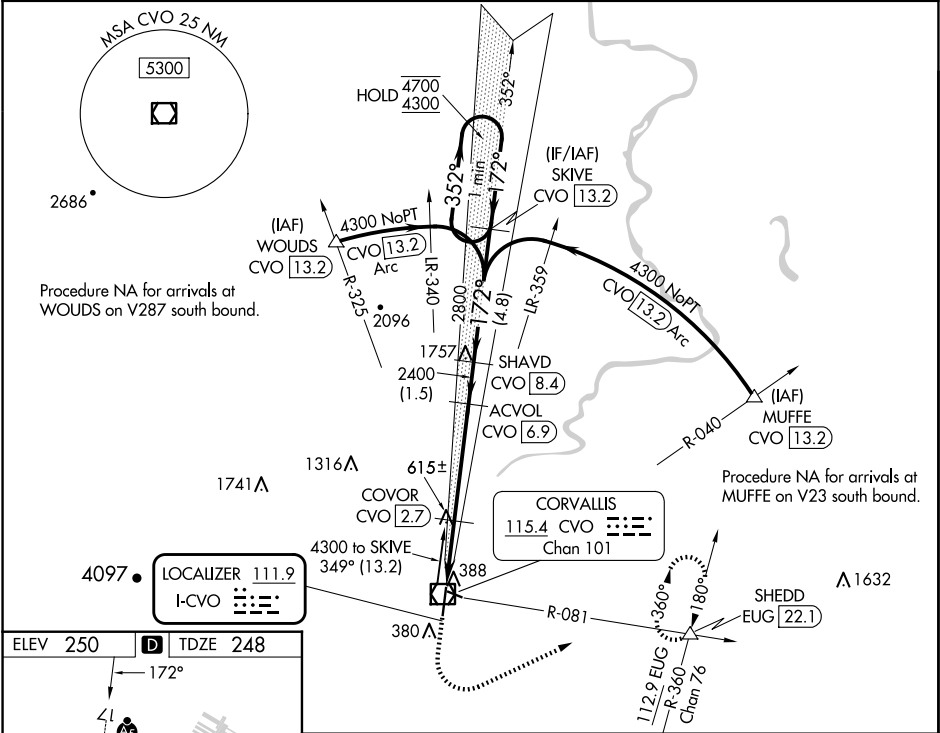 MSA CVO 25 NM
5300
2686
HOLD 4700
4300
352°
352°
1 min
172°
(IF/IAF)
SKIVE
CVO 13.2
(IAF)
WOUDS
CVO 13.2
4300 NoPT
CVO 13.2
Arc
R-325
LR-340
4300 NoPT
CVO 13.2 Arc
Procedure NA for arrivals at
WOUDS on V287 south bound.
2096
2800
172°
(4.8)
LR-359
1757
SHAVD
CVO 8.4
2400
(1.5)
ACVOL
CVO 6.9
(IAF)
MUFFE
CVO 13.2
R-040
Procedure NA for arrivals at
MUFFE on V23 south bound.
1316
1741
615±
COVOR
CVO 2.7
CORVALLIS
115.4 CVO
Chan 101
4300 to SKIVE
349° (13.2)
4097
LOCALIZER 111.9
I-CVO
388
R-081
360°
180°
1632
SHEDD
EUG 22.1
380
112.9 EUG
R-360
Chan 76
ELEV 250 D TDZE 248
172°
17